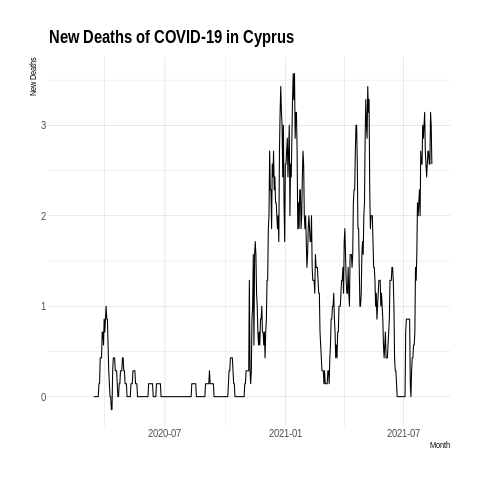 New Deaths of COVID-19 in Cyprus
New Deaths
3
2
1
0
2020-07
2021-01
2021-07
Month